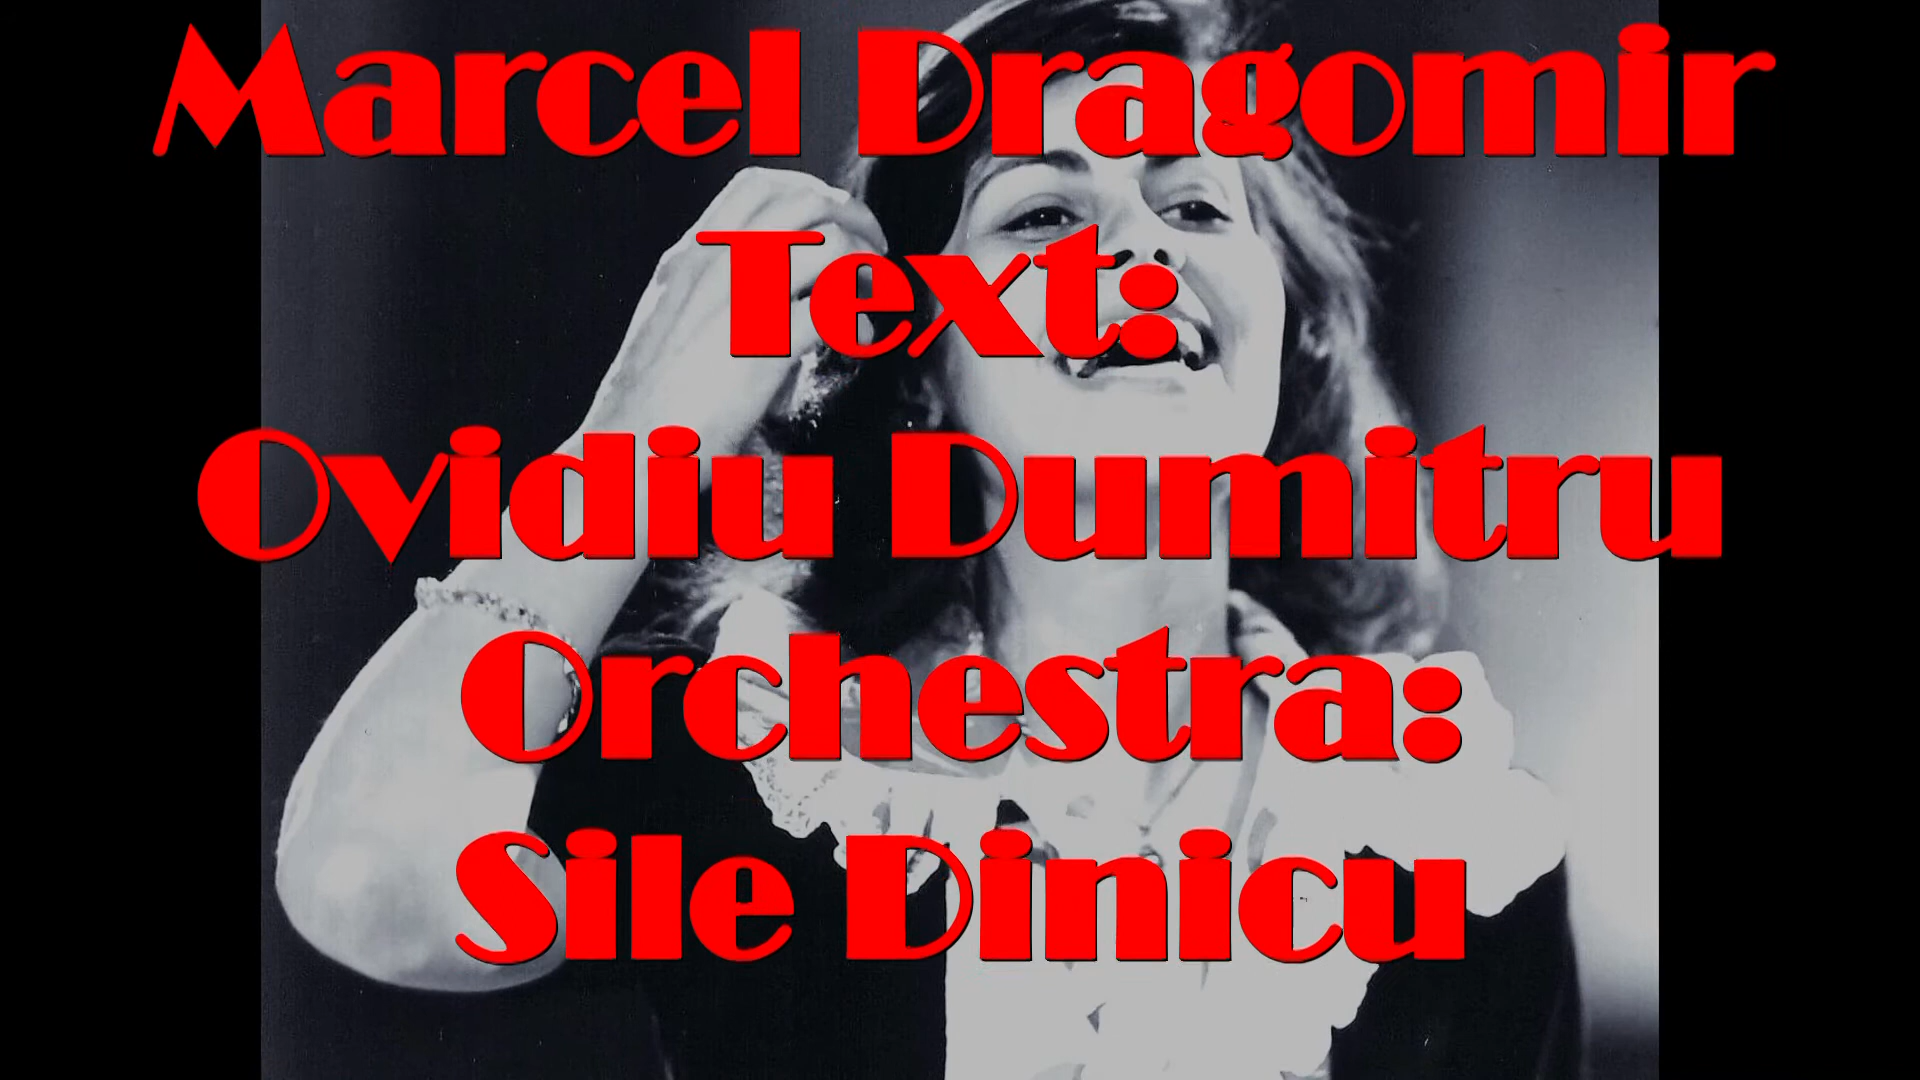 Marcel Dragomir
Text:
Ovidiu Dumitru
Orchestra:
Sile Dinicu